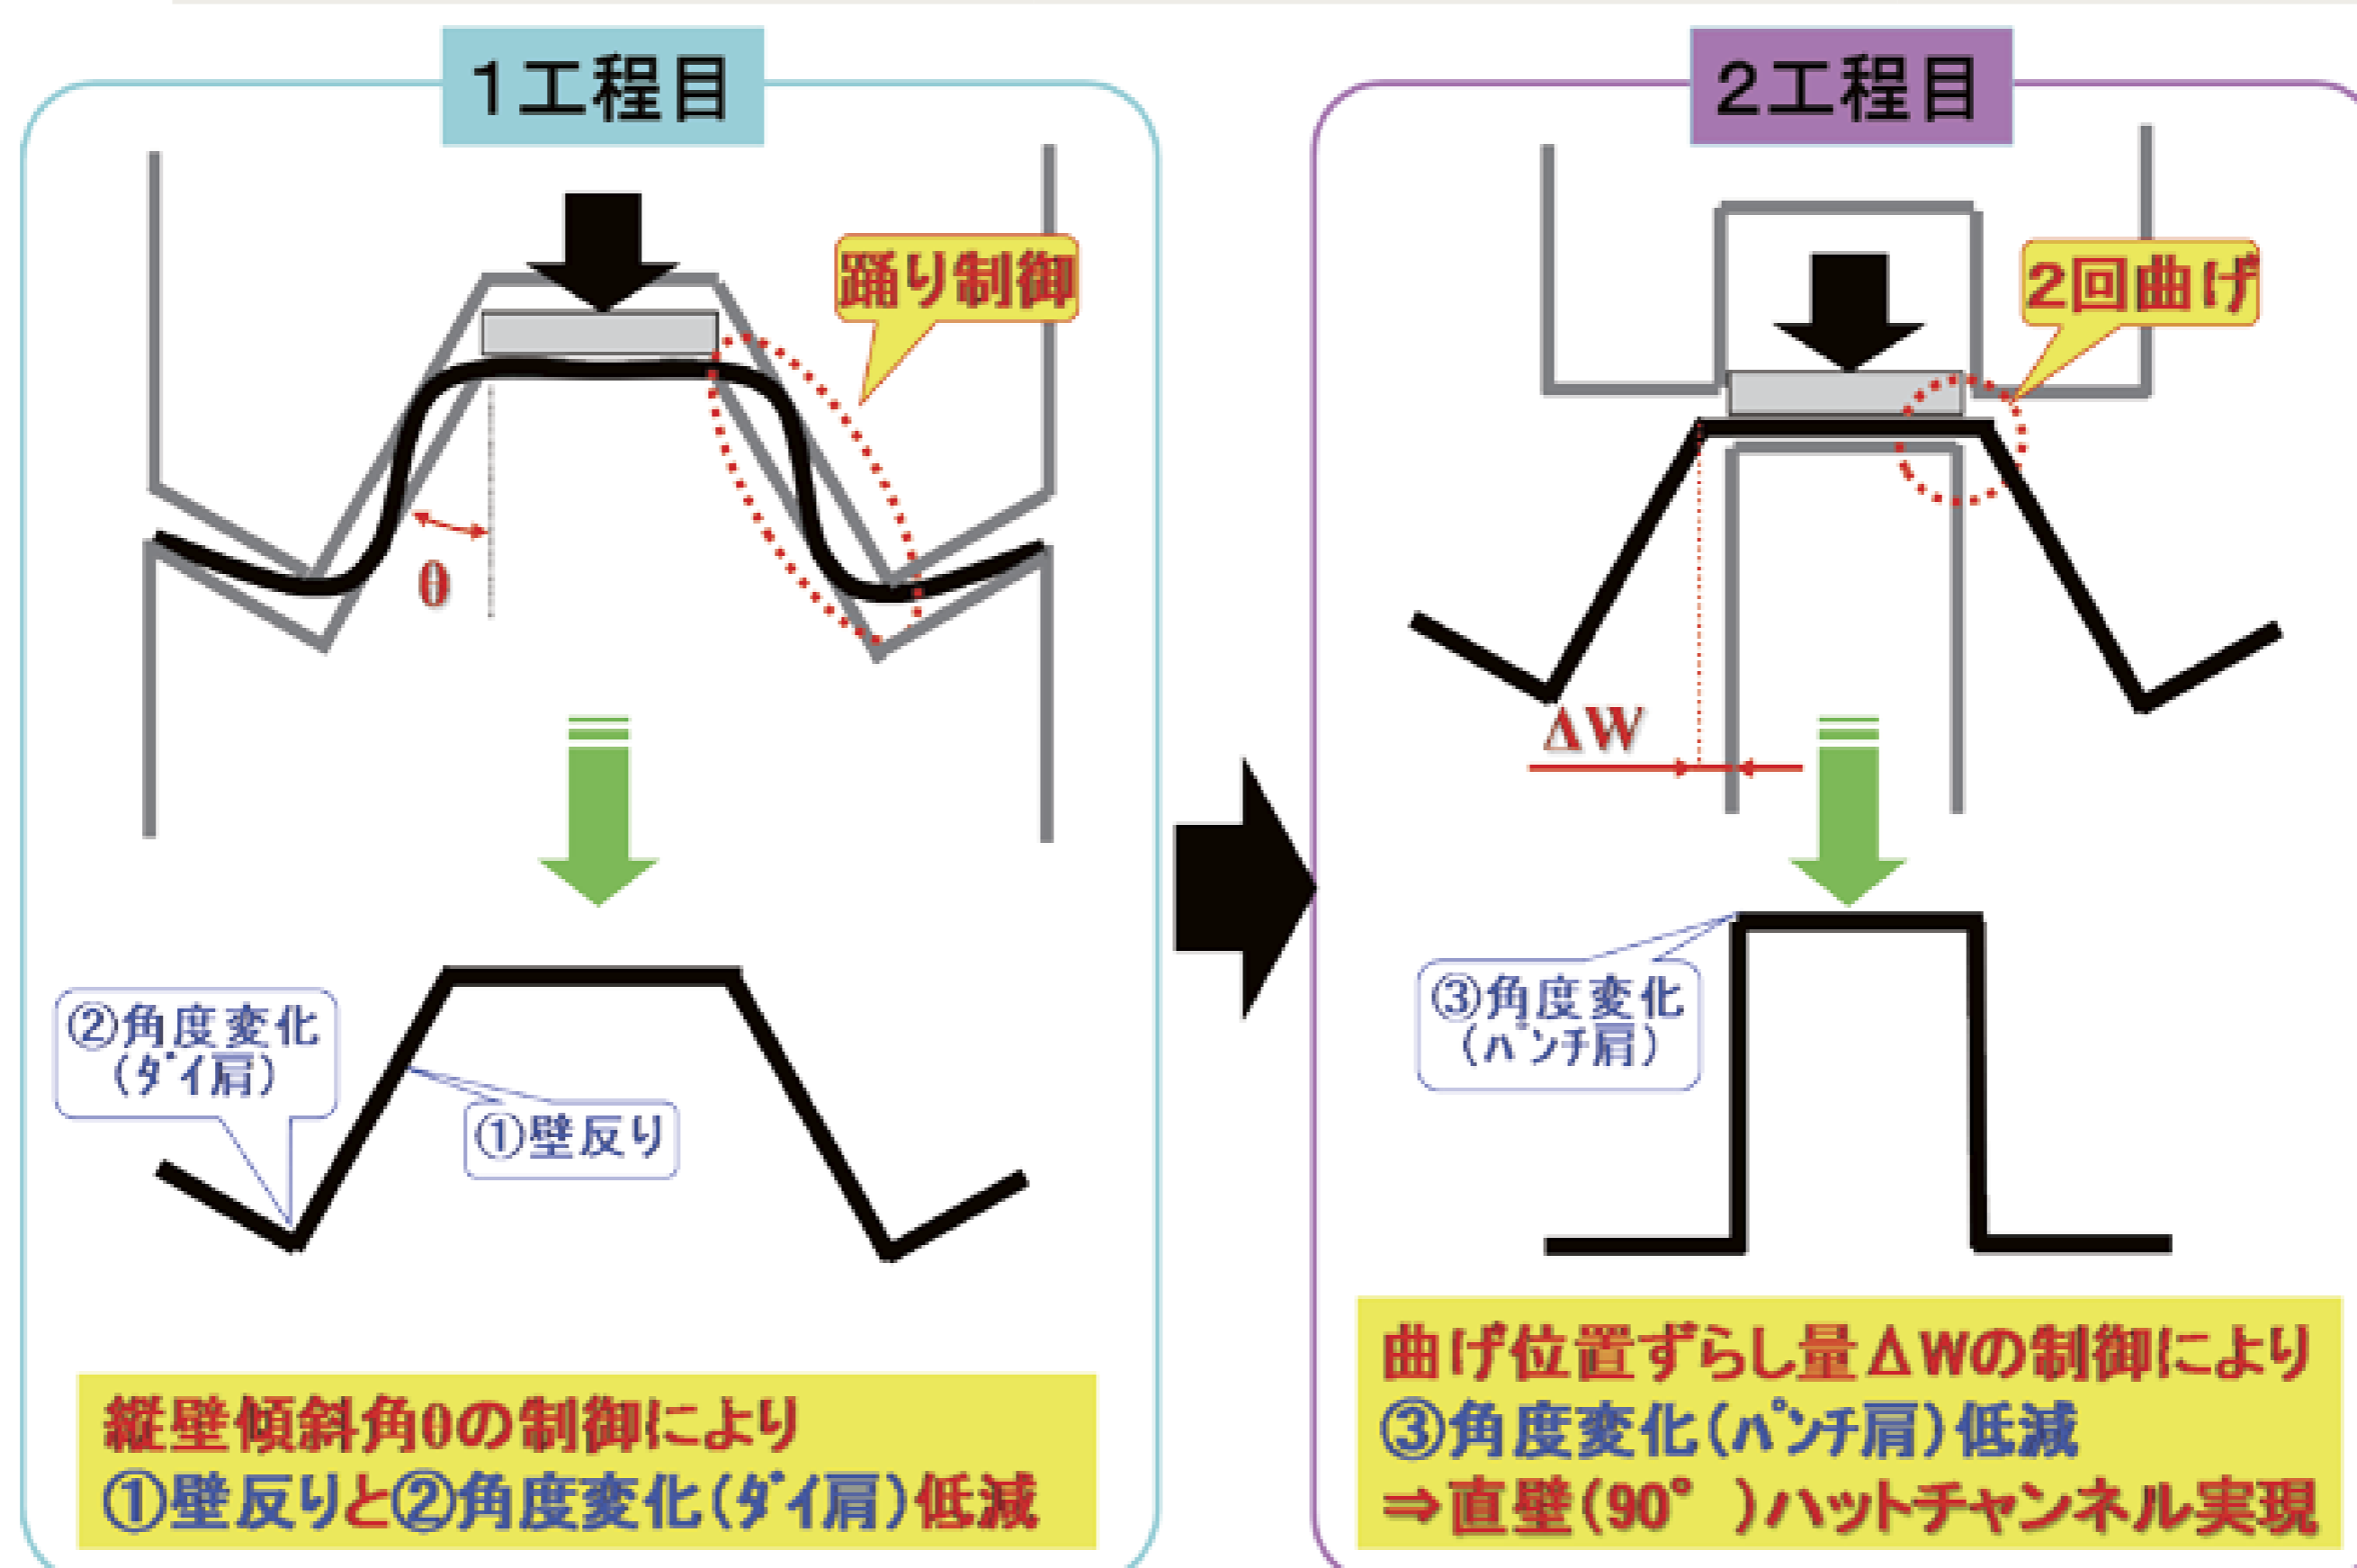 1工程目
踊り制御
θ
②角度変化
(ﾀﾞｲ肩)
①壁反り
縦壁傾斜角θの制御により
①壁反りと②角度変化(ﾀﾞｲ肩)低減
2工程目
2回曲げ
ΔW
③角度変化
(ﾊﾟﾝﾁ肩)
曲げ位置ずらし量ΔWの制御により
③角度変化(ﾊﾟﾝﾁ肩)低減
⇒直壁(90°)ハットチャンネル実現